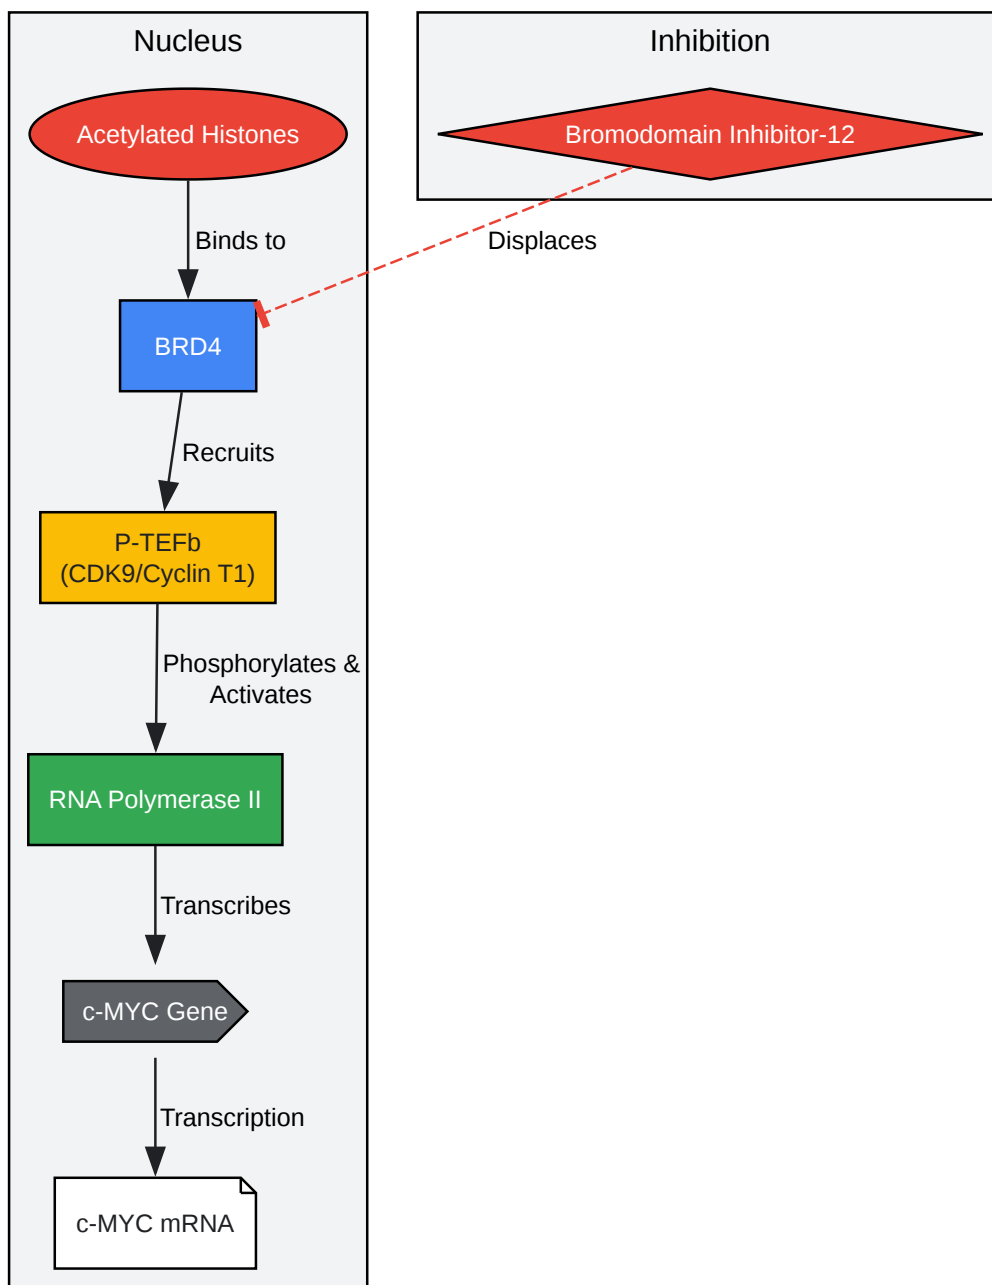 Nucleus
Inhibition
Acetylated Histones
Bromodomain Inhibitor-12
Binds to
Displaces
BRD4
Recruits
P-TEFb
(CDK9/Cyclin T1)
Phosphorylates &
Activates
RNA Polymerase II
Transcribes
c-MYC Gene
Transcription
c-MYC mRNA